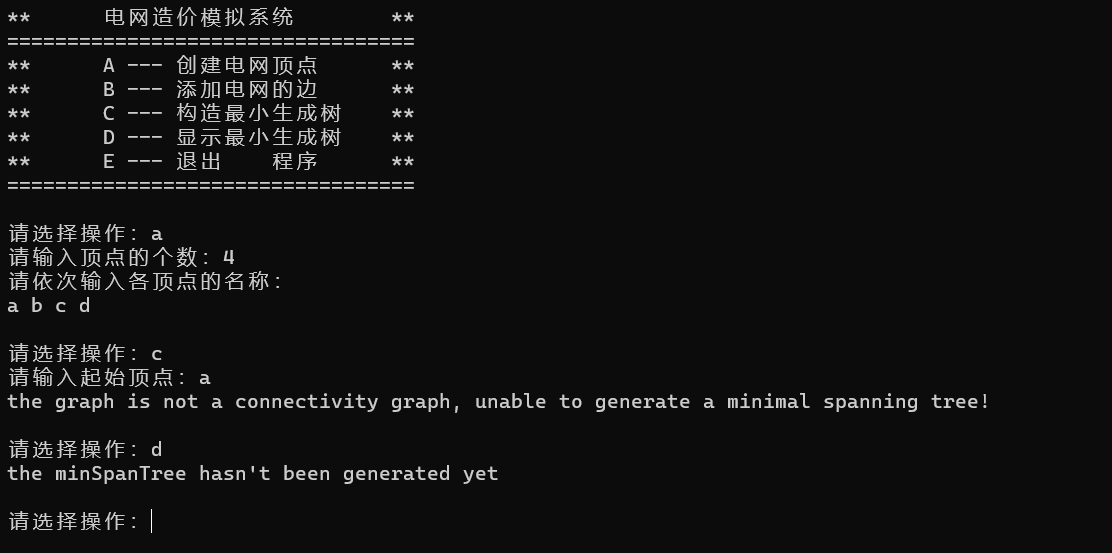 **      电网造价模拟系统        **
==================================
**      A --- 创建电网顶点      **
**      B --- 添加电网的边      **
**      C --- 构造最小生成树    **
**      D --- 显示最小生成树    **
**      E --- 退出    程序      **
==================================
请选择操作：a
请输入顶点的个数：4
请依次输入各顶点的名称：
a b c d
请选择操作：c
请输入起始顶点：a
the graph is not a connectivity graph, unable to generate a minimal spanning tree!
请选择操作：d
the minSpanTree hasn't been generated yet
请选择操作：